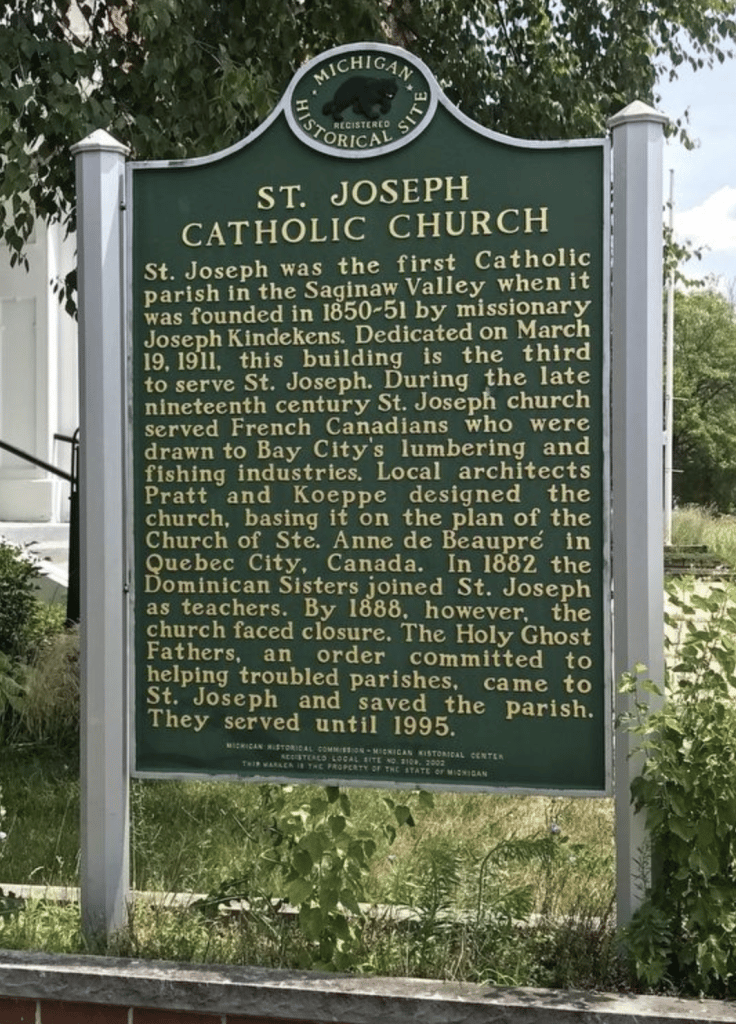 MICHIGAN
REGISTERED
HISTORICAL SITE
ST. JOSEPH
CATHOLIC CHURCH
St. Joseph was the first Catholic
parish in the Saginaw Valley when it
was founded in 1850-51 by missionary
Joseph Kindekens. Dedicated on March
19, 1911, this building is the third
to serve St. Joseph. During the late
nineteenth century St. Joseph church
served French Canadians who were
drawn to Bay City's lumbering and
fishing industries. Local architects
Pratt and Koeppe designed the
church, basing it on the plan of the
Church of Ste. Anne de Beaupré in
Quebec City, Canada. In 1882 the
Dominican Sisters joined St. Joseph
as teachers. By 1888, however, the
church faced closure. The Holy Ghost
Fathers, an order committed to
helping troubled parishes, came to
St. Joseph and saved the parish.
They served until 1995.
MICHIGAN HISTORICAL COMMISSION - MICHIGAN HISTORICAL CENTER
REGISTERED LOCAL SITE NO. 2002
THIS MARKER IS THE PROPERTY OF THE STATE OF MICHIGAN